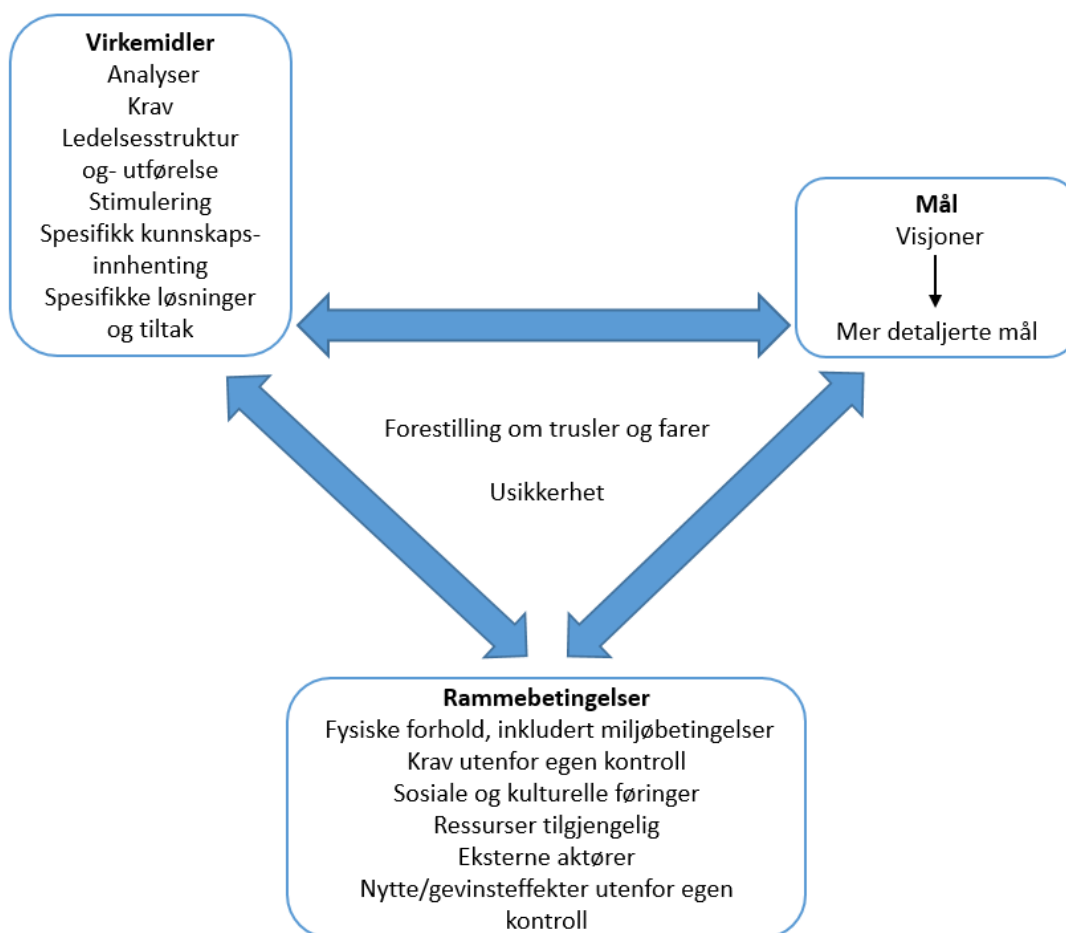 Virkemidler
Analyser
Krav
Ledelsesstruktur
og- utførelse
Stimulering
Spesifikk kunnskaps-
innhenting
Spesifikke løsninger
og tiltak
Mål
Visjoner
Mer detaljerte mål
Forestilling om trusler og farer
Usikkerhet
Rammebetingelser
Fysiske forhold, inkludert miljøbetingelser
Krav utenfor egen kontroll
Sosiale og kulturelle føringer
Ressurser tilgjengelig
Eksterne aktører
Nytte/gevinsteffekter utenfor egen
kontroll